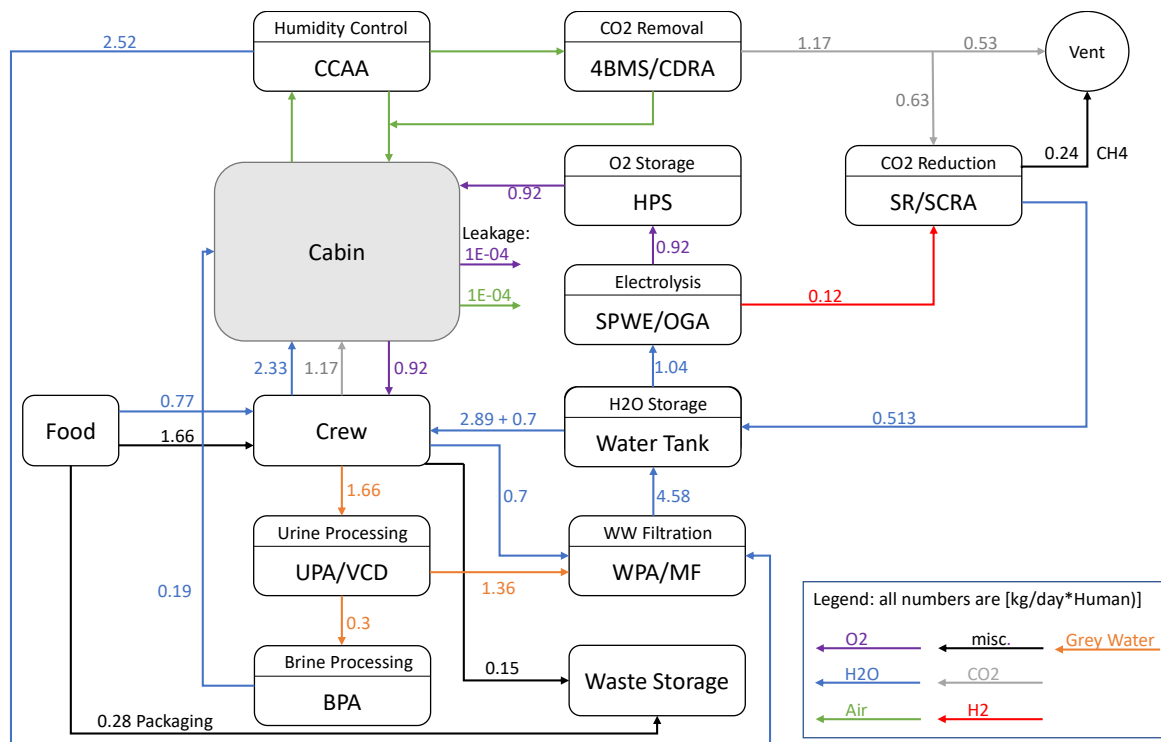 Humidity Control
CCAA
CO2 Removal
4BMS/CDRA
Vent
2.52
1.17
0.53
0.63
CO2 Reduction
SR/SCRA
0.24
CH4
O2 Storage
HPS
0.92
Cabin
Leakage:
1E-04
1E-04
0.92
Electrolysis
SPWE/OGA
0.12
2.33
1.17
0.92
1.04
Food
0.77
1.66
Crew
2.89 + 0.7
H2O Storage
Water Tank
0.513
1.66
0.7
4.58
Urine Processing
UPA/VCD
1.36
WW Filtration
WPA/MF
0.19
0.3
Brine Processing
BPA
0.15
Waste Storage
0.28 Packaging
Legend: all numbers are [kg/day*Human)]
O2
misc.
Grey Water
H2O
CO2
Air
H2